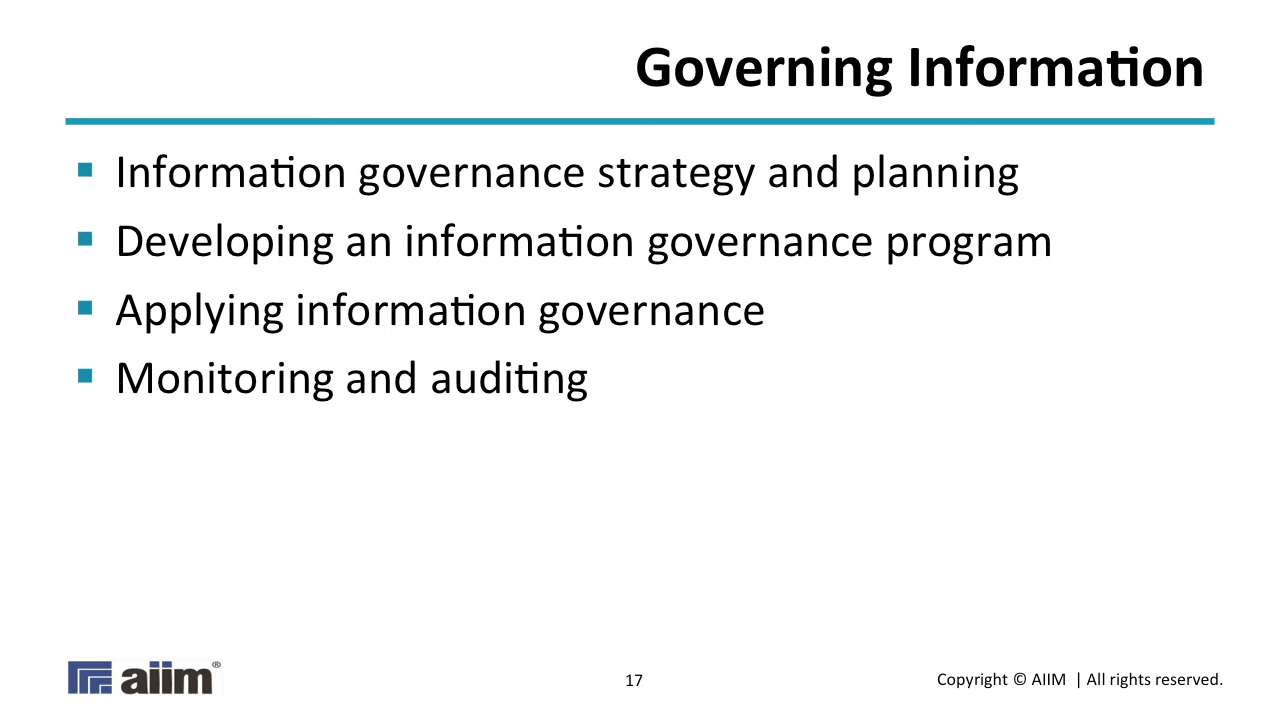 Governing Information
▪ Information governance strategy and planning
▪ Developing an information governance program
▪ Applying information governance
▪ Monitoring and auditing
aiim®
17
Copyright © AIIM | All rights reserved.